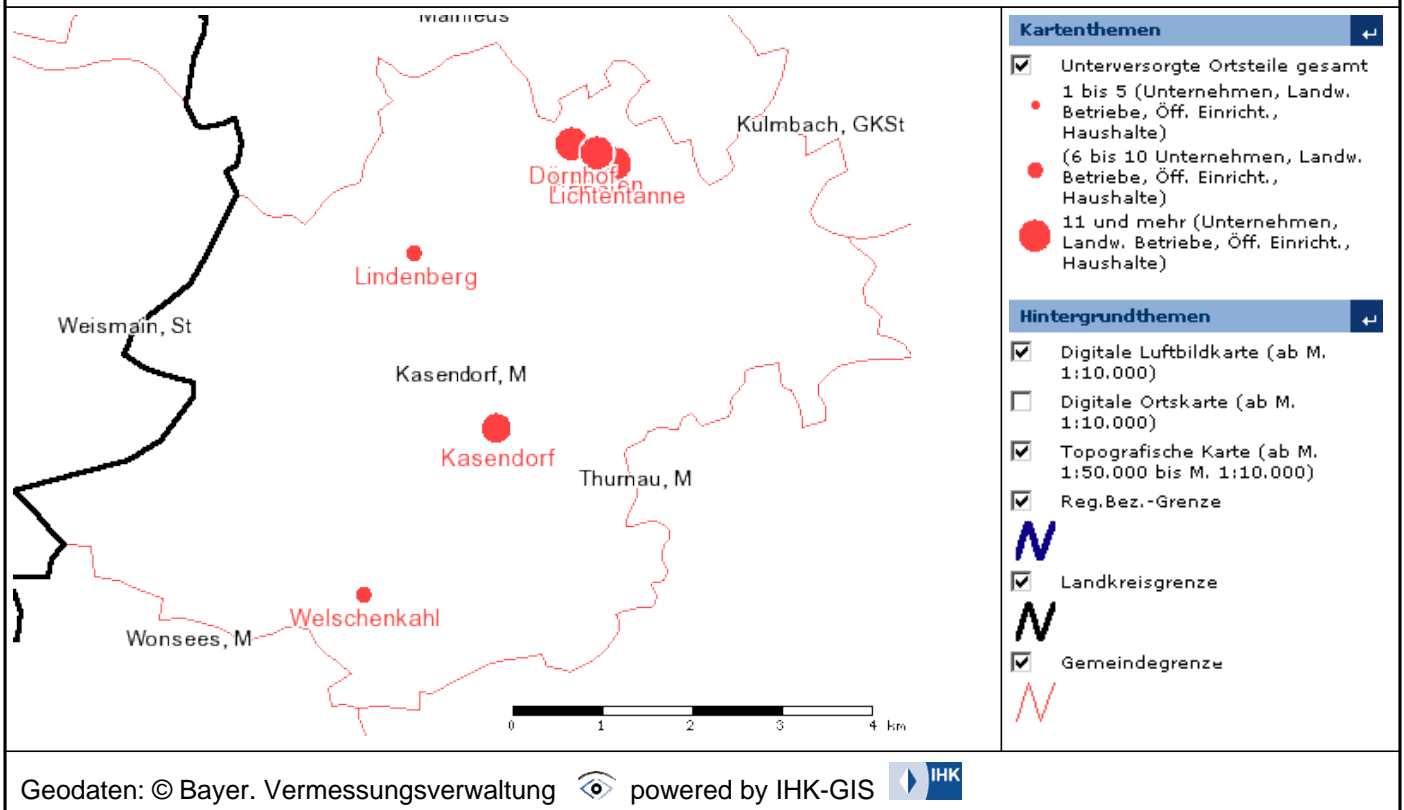 Kulmbach, GKSt
Dörnhof
Lichtentanne
Lindenberg
Weismain, St
Kasendorf, M
Kasendorf
Thurnau, M
Welschenkahl
Wonsees, M
0 1 2 3 4 km
Kartenthemen
Unterversorgte Ortsteile gesamt
1 bis 5 (Unternehmen, Landw.
Betriebe, Öff. Einricht.,
Haushalte)
(6 bis 10 Unternehmen, Landw.
Betriebe, Öff. Einricht.,
Haushalte)
11 und mehr (Unternehmen,
Landw. Betriebe, Öff. Einricht.,
Haushalte)
Hintergrundthemen
Digitale Luftbildkarte (ab M.
1:10.000)
Digitale Ortskarte (ab M.
1:10.000)
Topografische Karte (ab M.
1:50.000 bis M. 1:10.000)
Reg.Bez.-Grenze
Landkreisgrenze
Gemeindegrenze
Geodaten: © Bayer. Vermessungsverwaltung powered by IHK-GIS IHK